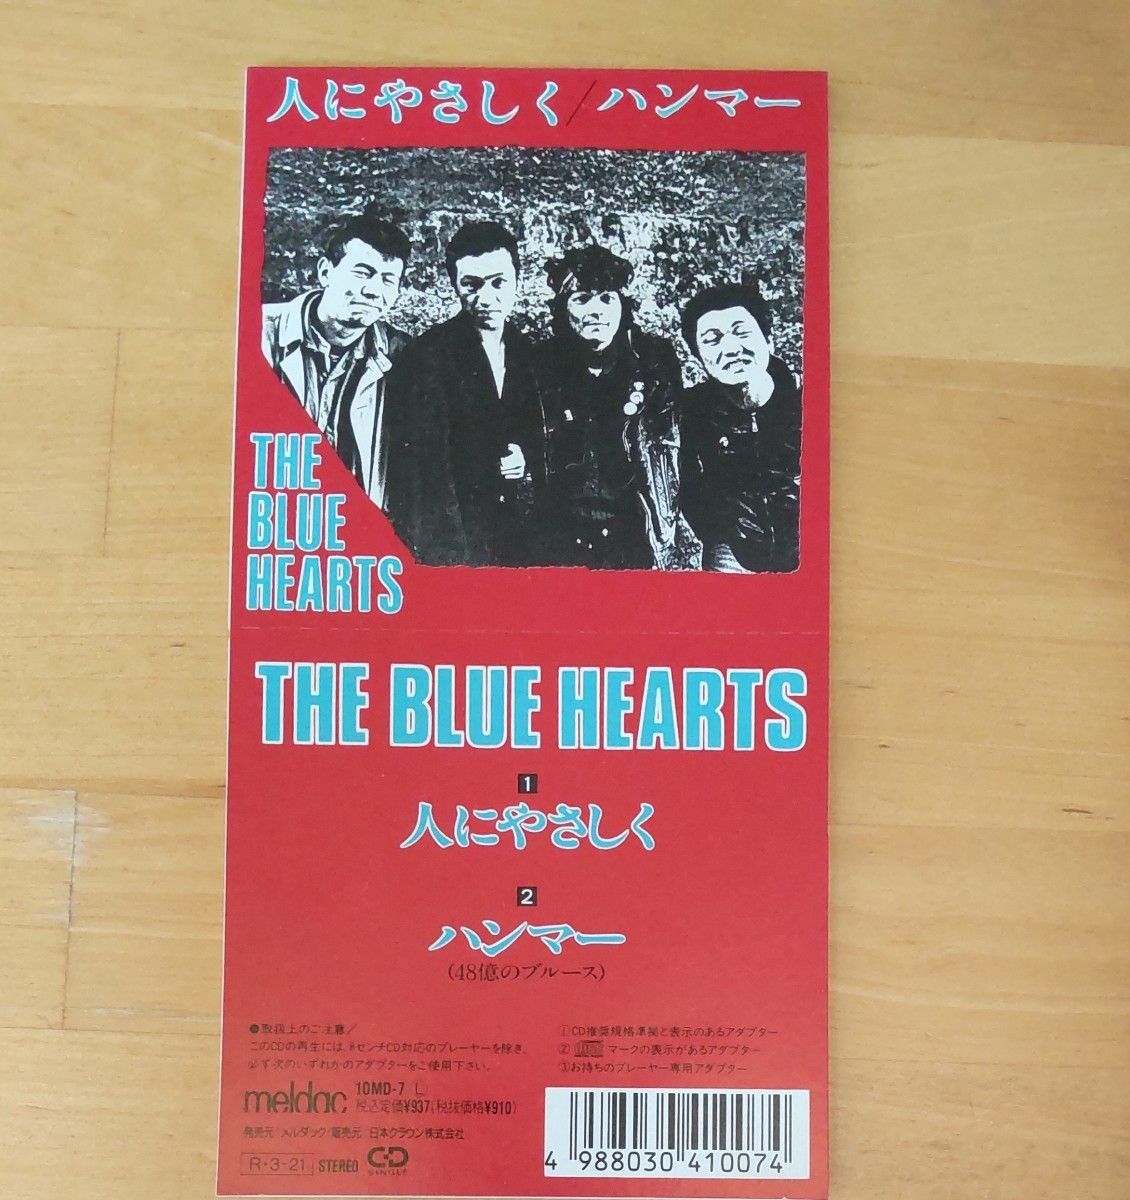 人にやさしく/ハンマー
THE
BLUE
HEARTS
THE BLUE HEARTS
1
人にやさしく
2
ハンマー
(48億のブルース)
●取扱上のご注意/
このCDの再生には、8センチCD対応のプレーヤーを除き、
必ず次のいずれかのアダプターをご使用下さい。
①CD推奨規格準拠と表示のあるアダプター
② マークの表示があるアダプター
③お持ちのプレーヤー専用アダプター
meldac 10MD-7 Ⓛ
税込定価¥937(税抜価格¥910)
発売元/メルダック/販売元/日本クラウン株式会社
R・3・21 STEREO CD SINGLE
4 988030 410074